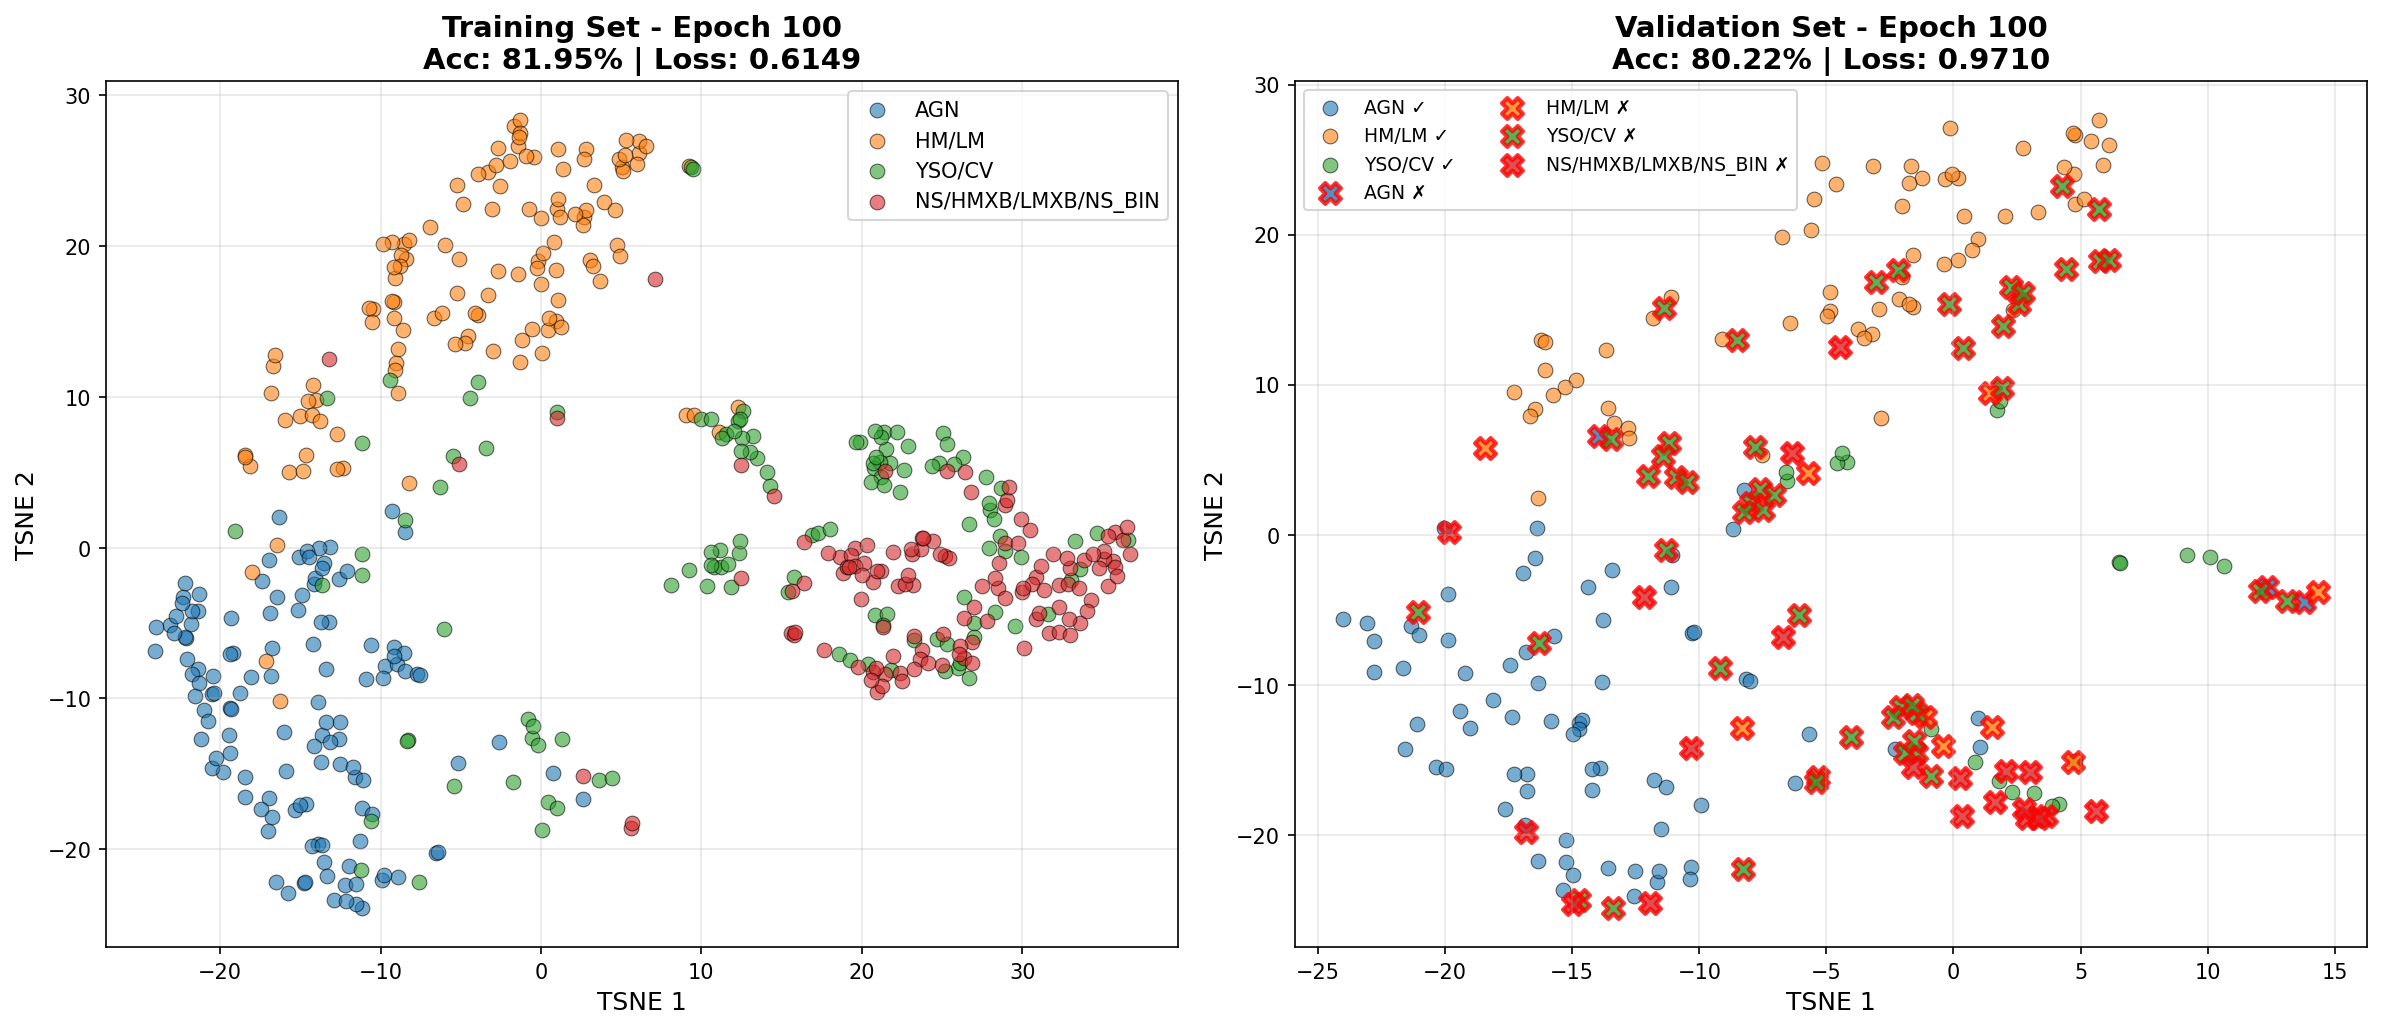 Training Set - Epoch 100
Acc: 81.95% | Loss: 0.6149
AGN
HM/LM
YSO/CV
NS/HMXB/LMXB/NS_BIN
30
20
10
0
−10
−20
TSNE 2
−20
−10
0
10
20
30
TSNE 1
Validation Set - Epoch 100
Acc: 80.22% | Loss: 0.9710
AGN ✓
HM/LM ✓
YSO/CV ✓
AGN ✗
HM/LM ✗
YSO/CV ✗
NS/HMXB/LMXB/NS_BIN ✗
30
20
10
0
−10
−20
TSNE 2
−25
−20
−15
−10
−5
0
5
10
15
TSNE 1